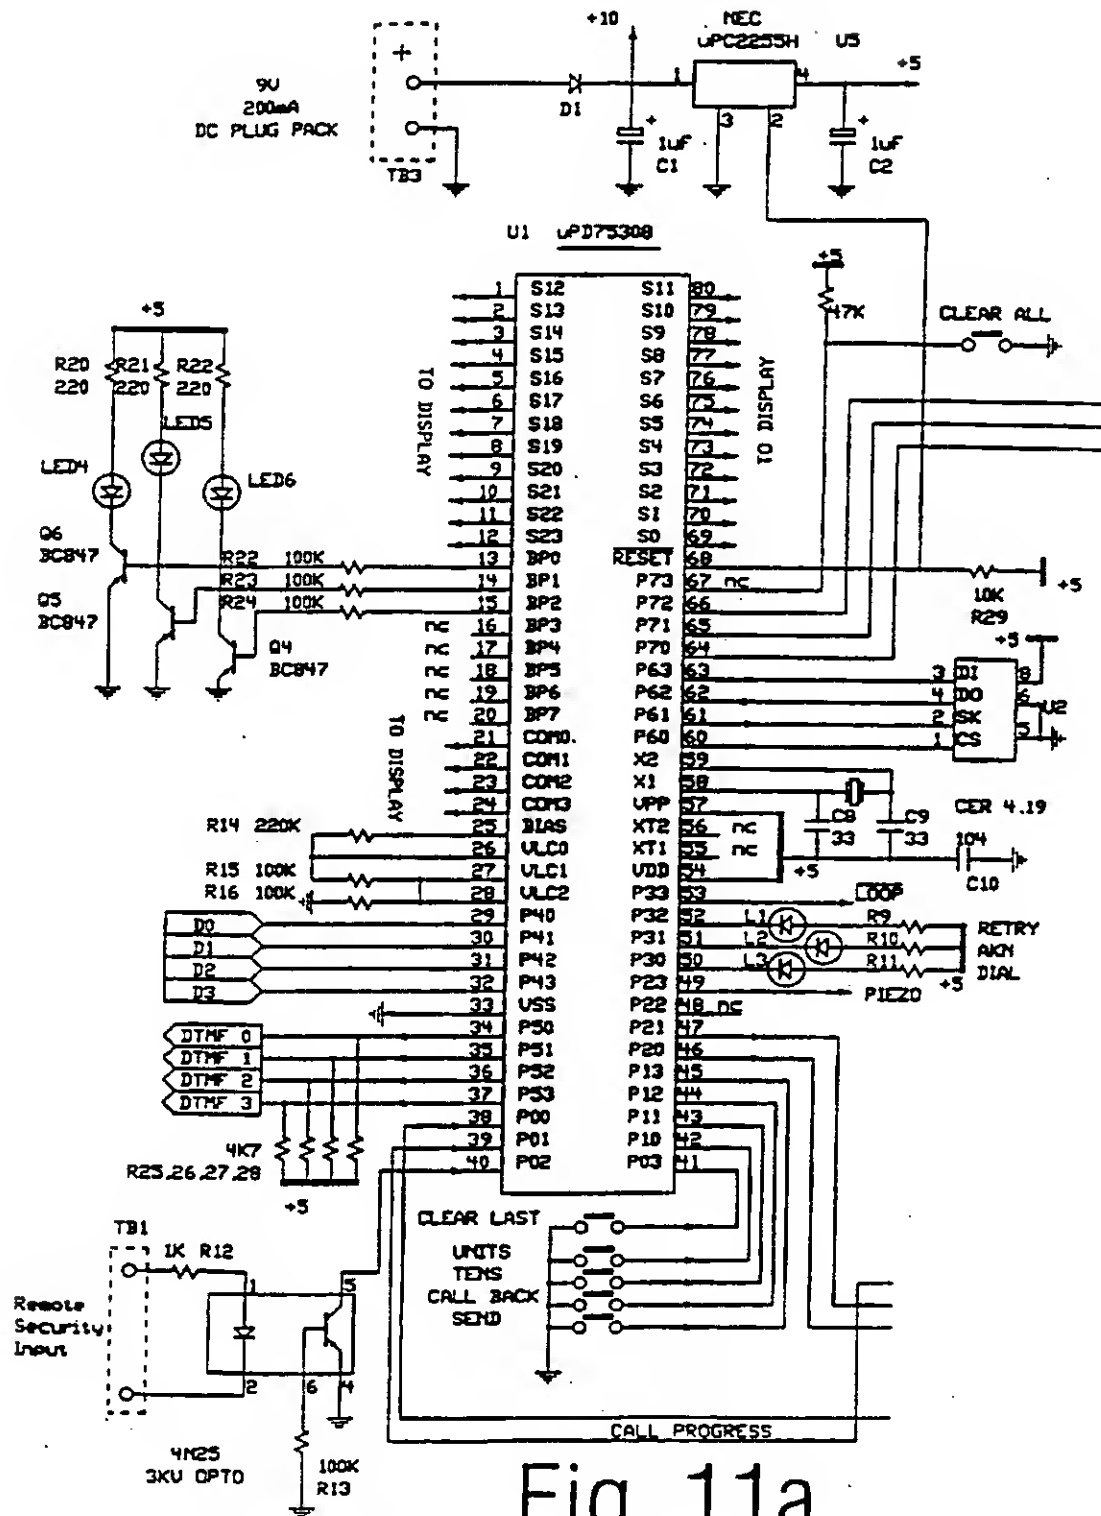 +10
NEC
uPC2255H U5
+5
1
4
3
2
9V
200mA
DC PLUG PACK
+
TB3
D1
+
1uF
C1
+
1uF
C2
U1 uPD75308
+5
47K
CLEAR ALL
+5
R20 R21 R22
220 220 220
LED5
LED4
LED6
Q6
BC847
Q5
BC847
Q4
BC847
R22 100K
R23 100K
R24 100K
TO DISPLAY
TO DISPLAY
TO DISPLAY
1 S12 S11 80
2 S13 S10 79
3 S14 S9 78
4 S15 S8 77
5 S16 S7 76
6 S17 S6 75
7 S18 S5 74
8 S19 S4 73
9 S20 S3 72
10 S21 S2 71
11 S22 S1 70
12 S23 S0 69
13 BP0 RESET 68
14 BP1 P73 67 nc
15 BP2 P72 66
nc 16 BP3 P71 65
nc 17 BP4 P70 64
nc 18 BP5 P63 63
nc 19 BP6 P62 62
nc 20 BP7 P61 61
21 COM0. P60 60
22 COM1 X2 59
23 COM2 X1 58
24 COM3 VPP 57
25 BIAS XT2 56 nc
26 VLC0 XT1 55 nc
27 VLC1 VDD 54
28 VLC2 P33 53
29 P40 P32 52
30 P41 P31 51
31 P42 P30 50
32 P43 P23 49
33 VSS P22 48 nc
34 P50 P21 47
35 P51 P20 46
36 P52 P13 45
37 P53 P12 44
38 P00 P11 43
39 P01 P10 42
40 P02 P03 41
10K
R29
+5
+5
3 DI 8
4 DO 6
2 SK
1 CS 5
U2
C8
33
C9
33
CER 4.19
104
C10
+5
LOOP
L1 R9 RETRY
L2 R10 AKN
L3 R11 DIAL
+5
PIEZO
R14 220K
R15 100K
R16 100K
D0
D1
D2
D3
DTMF 0
DTMF 1
DTMF 2
DTMF 3
4K7
R25,26,27,28
+5
TB1
1K R12
Remote
Security
Input
1
5
2
6
4
4N25
3KV OPTO
100K
R13
CLEAR LAST
UNITS
TENS
CALL BACK
SEND
CALL PROGRESS
Fig. 11a